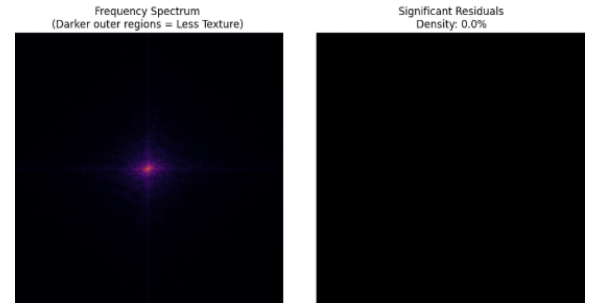 Frequency Spectrum
(Darker outer regions = Less Texture)
Significant Residuals
Density: 0.0%